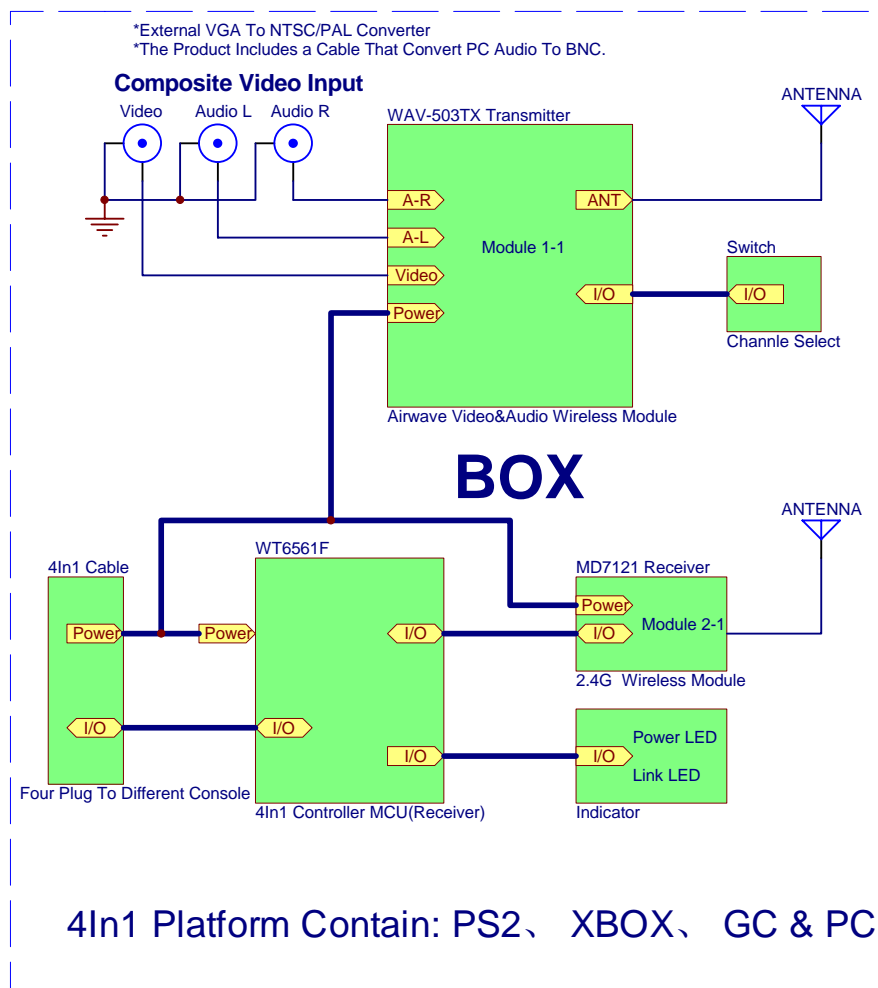 *External VGA To NTSC/PAL Converter
*The Product Includes a Cable That Convert PC Audio To BNC.
Composite Video Input
Video Audio L Audio R
WAV-503TX Transmitter
ANTENNA
A-R
ANT
A-L
Module 1-1
Switch
Video
I/O
I/O
Power
Channle Select
Airwave Video&Audio Wireless Module
BOX
ANTENNA
WT6561F
4In1 Cable
MD7121 Receiver
Power
Power
Power
I/O
I/O
Module 2-1
2.4G Wireless Module
I/O
I/O
I/O
I/O
Power LED
Link LED
Four Plug To Different Console
4In1 Controller MCU(Receiver)
Indicator
4In1 Platform Contain: PS2、 XBOX、 GC & PC